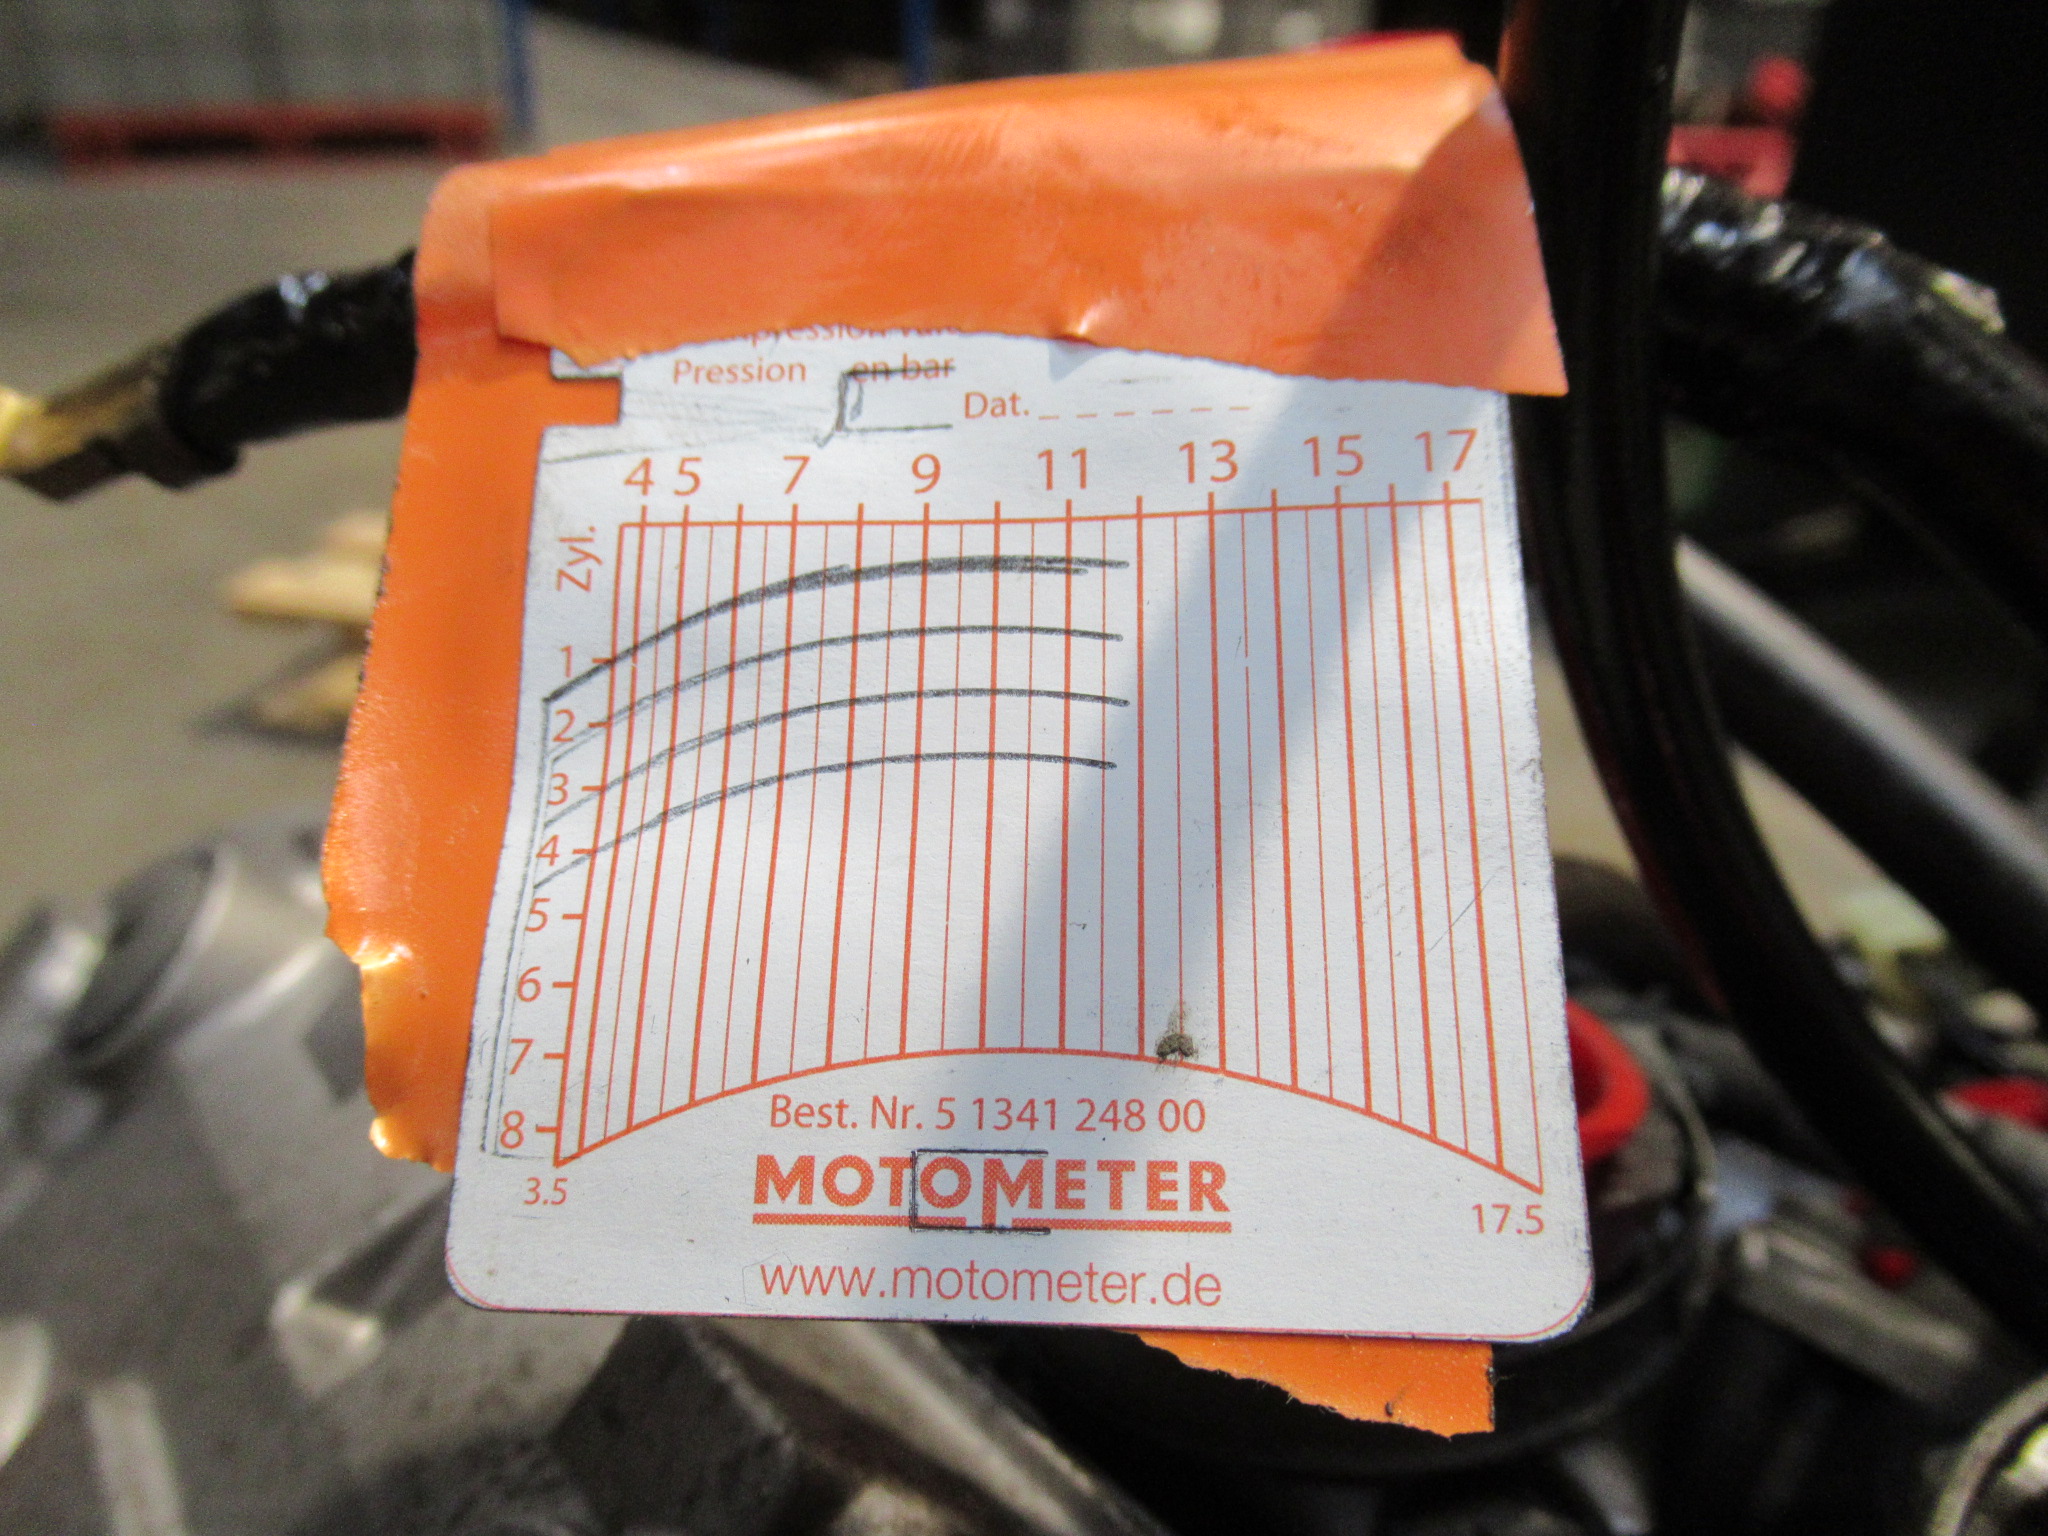 Pression en bar
Dat. _ _ _ _ _ _
4 5 7 9 11 13 15 17
Zyl.
1
2
3
4
5
6
7
8
3.5 17.5
Best. Nr. 5 1341 248 00
MOTOMETER
www.motometer.de